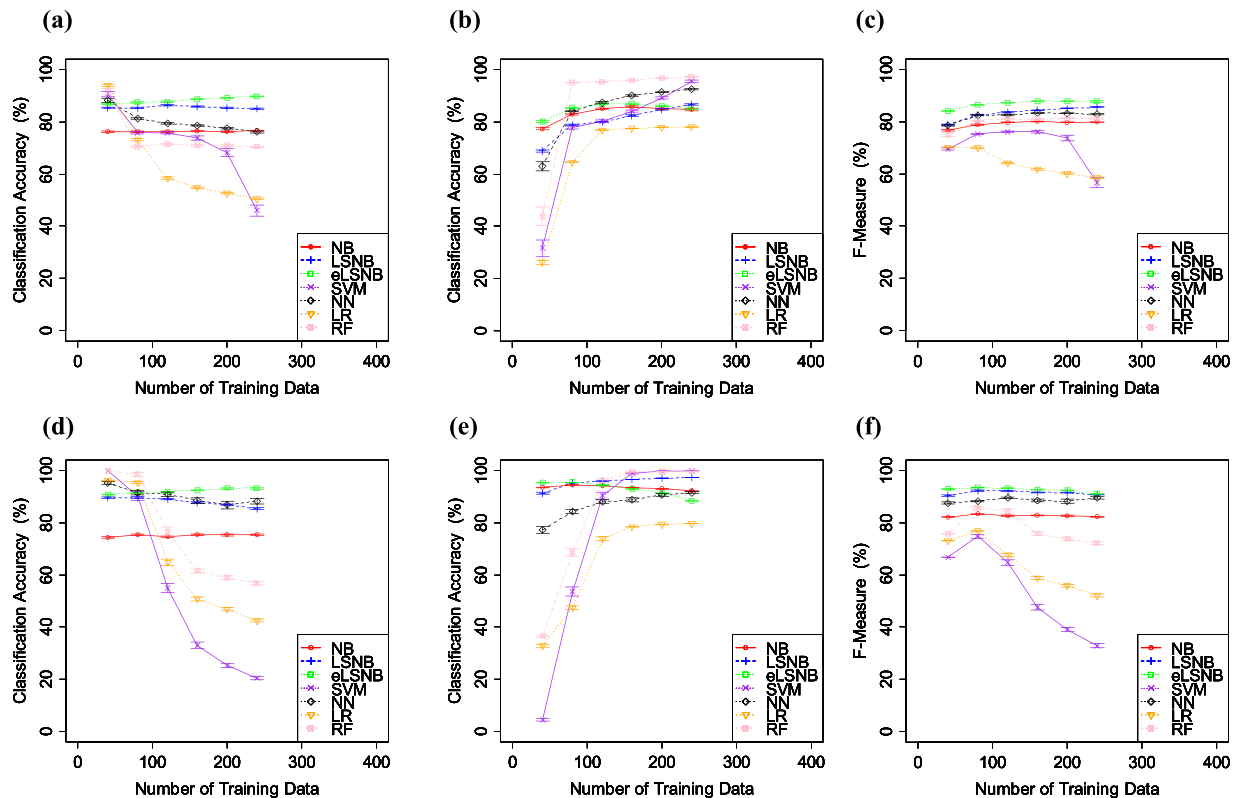 (a)
Classification Accuracy (%)
0 20 40 60 80 100
0 100 200 300 400
Number of Training Data
NB
LSNB
eLSNB
SVM
NN
LR
RF
(b)
Classification Accuracy (%)
0 20 40 60 80 100
0 100 200 300 400
Number of Training Data
NB
LSNB
eLSNB
SVM
NN
LR
RF
(c)
F-Measure (%)
0 20 40 60 80 100
0 100 200 300 400
Number of Training Data
NB
LSNB
eLSNB
SVM
NN
LR
RF
(d)
Classification Accuracy (%)
0 20 40 60 80 100
0 100 200 300 400
Number of Training Data
NB
LSNB
eLSNB
SVM
NN
LR
RF
(e)
Classification Accuracy (%)
0 20 40 60 80 100
0 100 200 300 400
Number of Training Data
NB
LSNB
eLSNB
SVM
NN
LR
RF
(f)
F-Measure (%)
0 20 40 60 80 100
0 100 200 300 400
Number of Training Data
NB
LSNB
eLSNB
SVM
NN
LR
RF